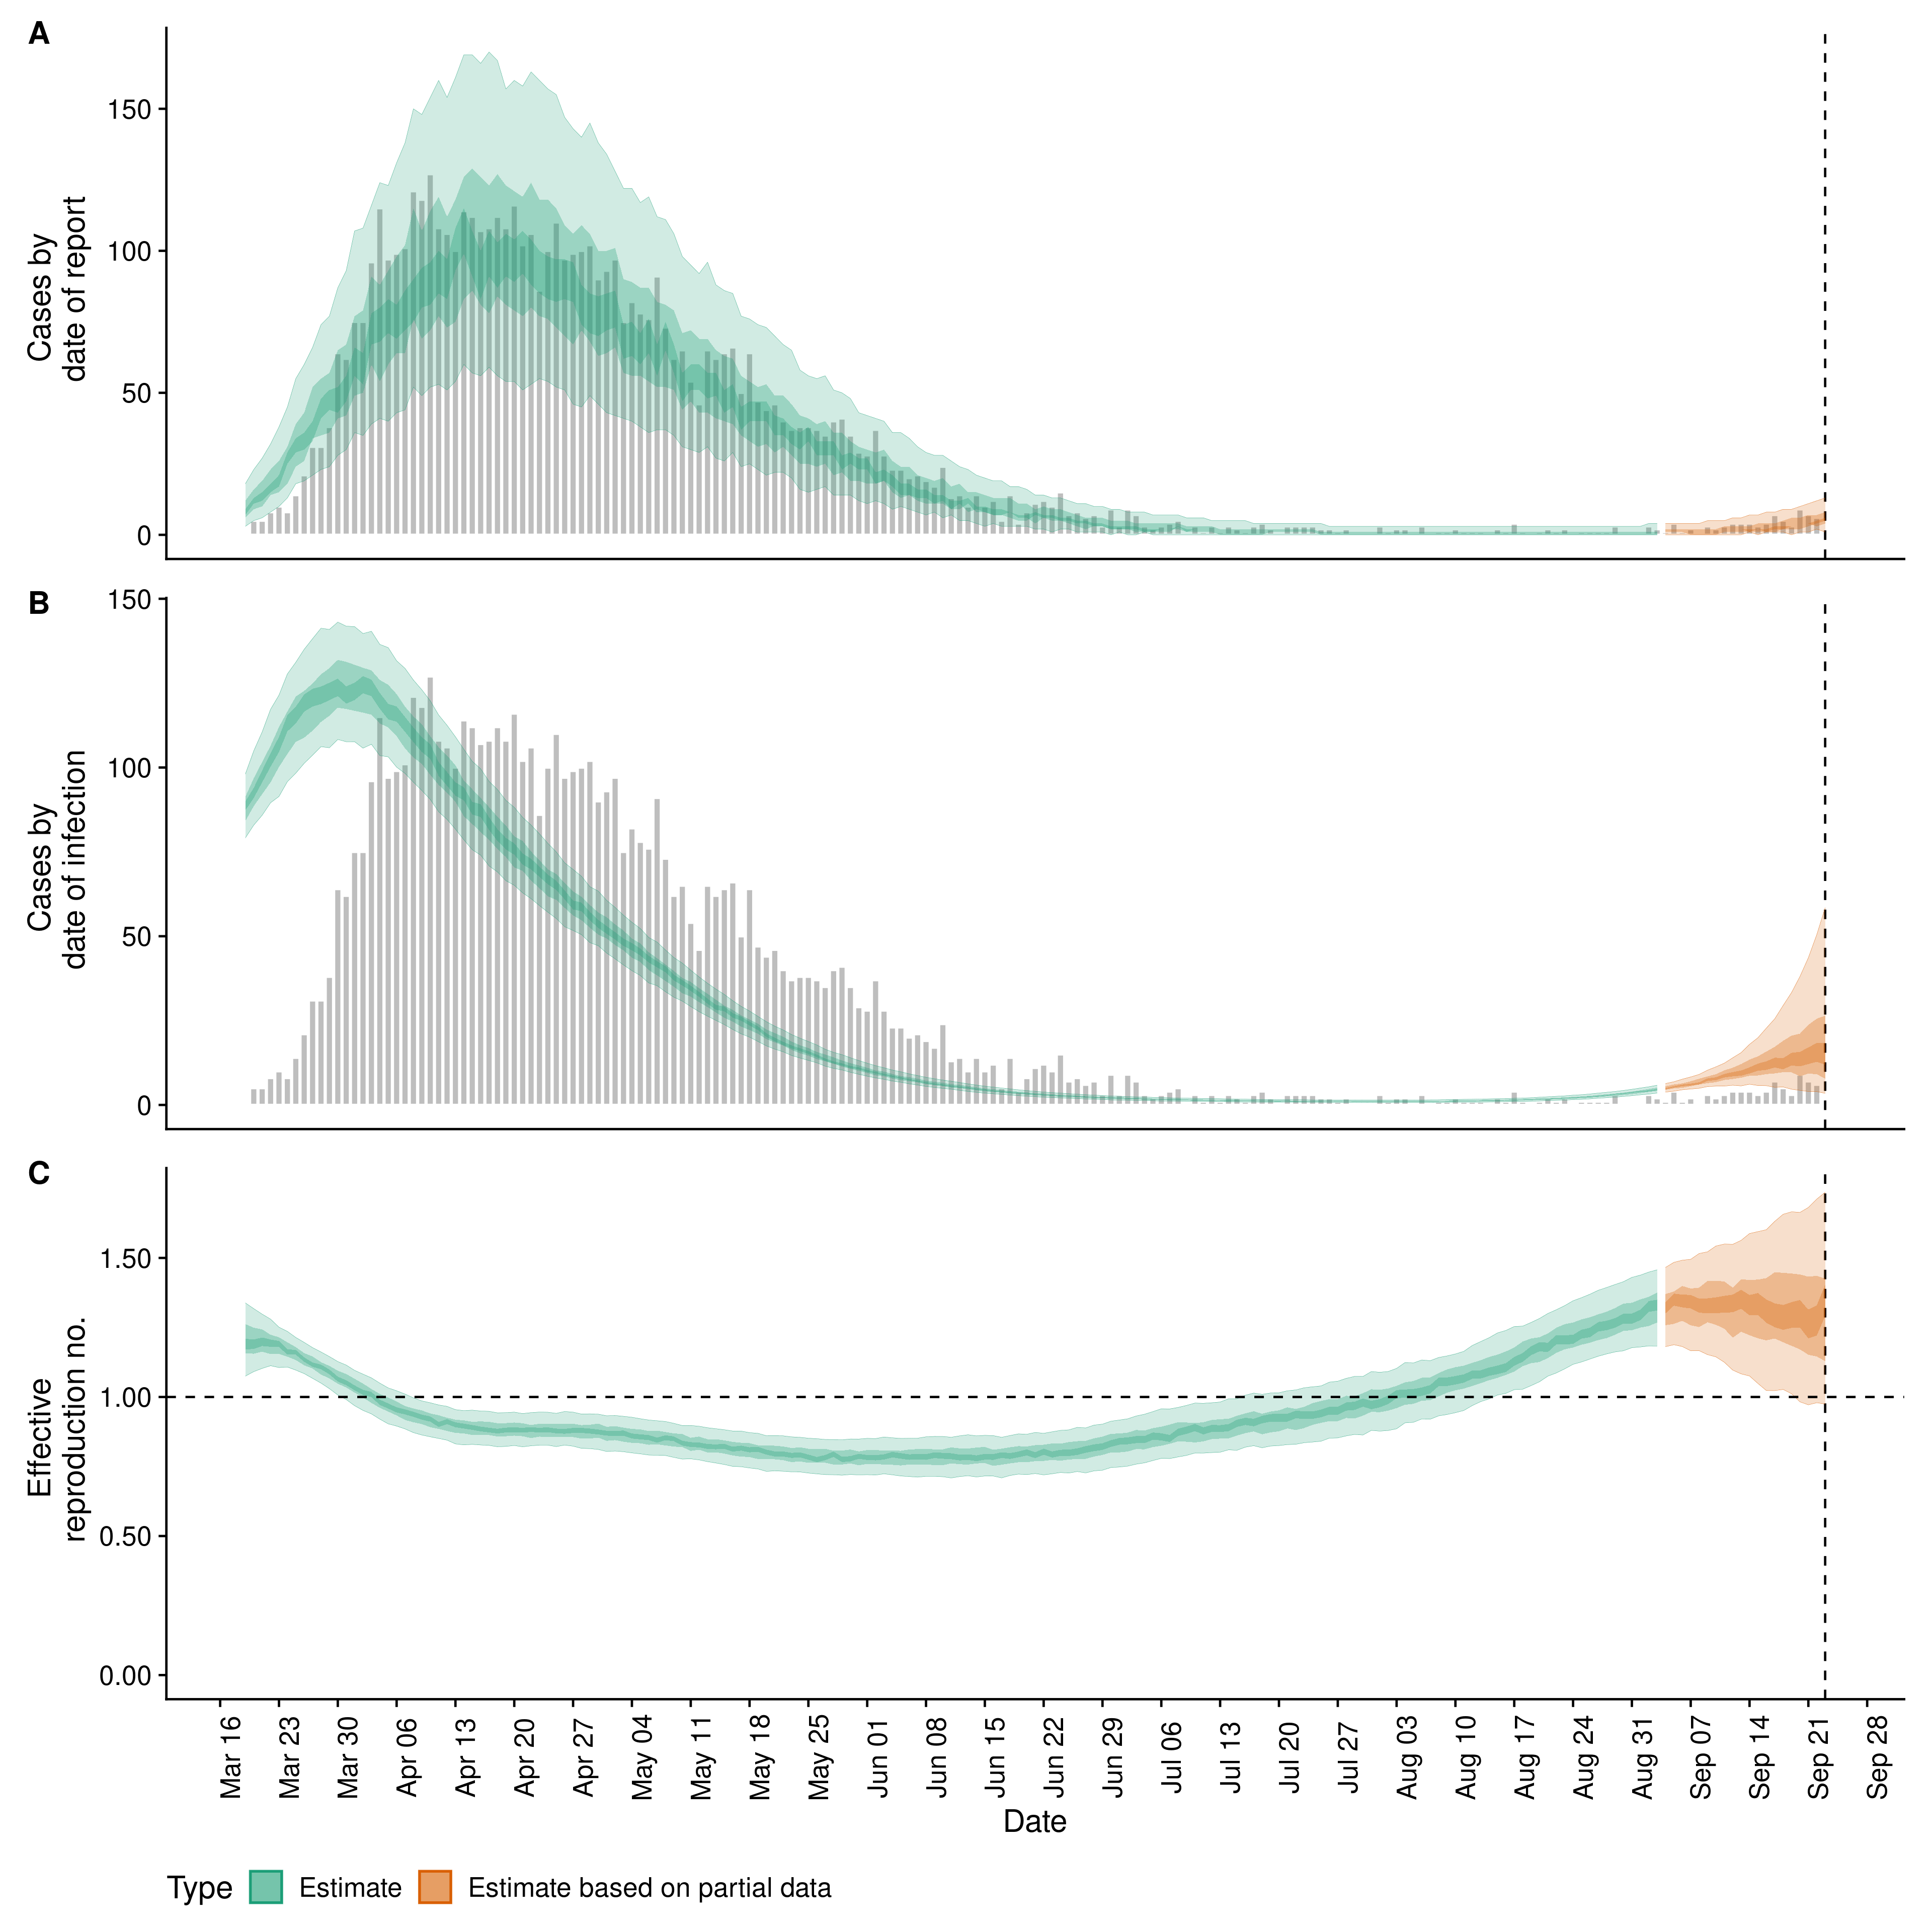 A
Cases by
date of report
150
100
50
0
B
Cases by
date of infection
150
100
50
0
C
Effective
reproduction no.
1.50
1.00
0.50
0.00
Mar 16
Mar 23
Mar 30
Apr 06
Apr 13
Apr 20
Apr 27
May 04
May 11
May 18
May 25
Jun 01
Jun 08
Jun 15
Jun 22
Jun 29
Jul 06
Jul 13
Jul 20
Jul 27
Aug 03
Aug 10
Aug 17
Aug 24
Aug 31
Sep 07
Sep 14
Sep 21
Sep 28
Date
Type
Estimate
Estimate based on partial data